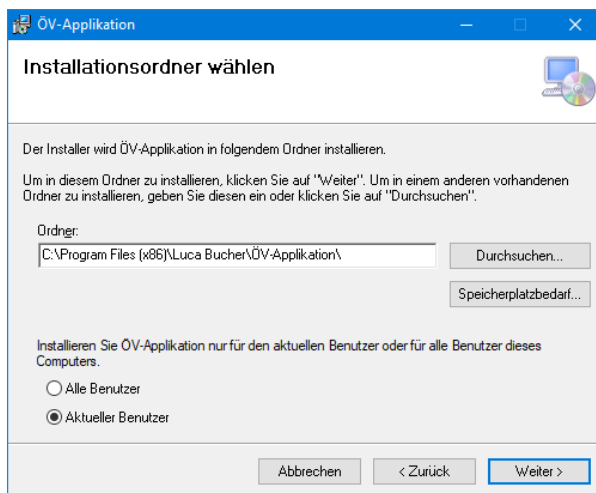 ÖV-Applikation
Installationsordner wählen
Der Installer wird ÖV-Applikation in folgendem Ordner installieren.
Um in diesem Ordner zu installieren, klicken Sie auf "Weiter". Um in einem anderen vorhandenen
Ordner zu installieren, geben Sie diesen ein oder klicken Sie auf "Durchsuchen".
Ordner:
C:\Program Files (x86)\Luca Bucher\ÖV-Applikation\
Durchsuchen...
Speicherplatzbedarf...
Installieren Sie ÖV-Applikation nur für den aktuellen Benutzer oder für alle Benutzer dieses
Computers.
Alle Benutzer
Aktueller Benutzer
Abbrechen
< Zurück
Weiter >